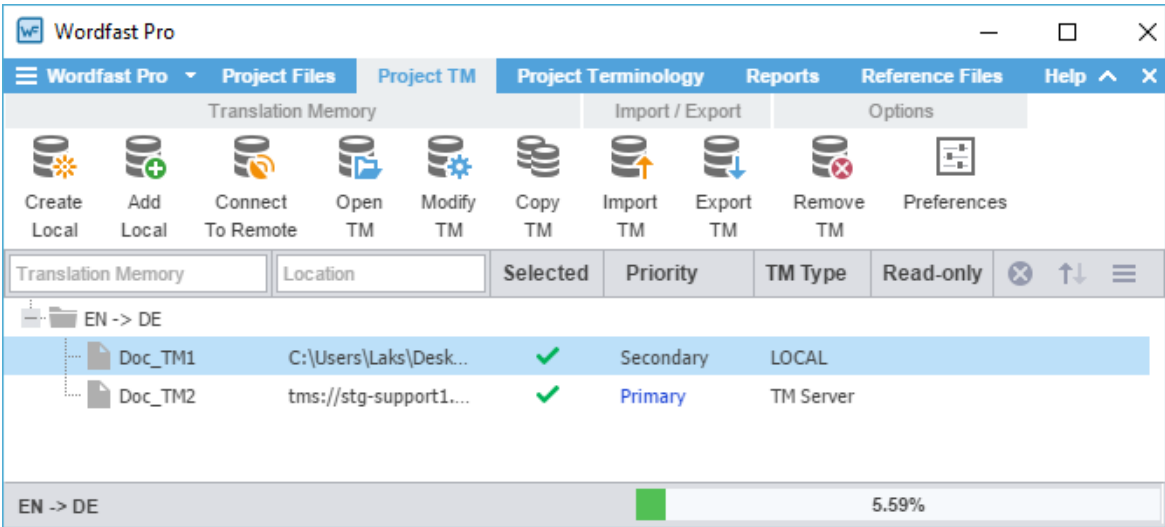 Wordfast Pro
Wordfast Pro Project Files Project TM Project Terminology Reports Reference Files Help
Translation Memory Import / Export Options
Create Add Connect Open Modify Copy Import Export Remove Preferences
Local Local To Remote TM TM TM TM TM TM
Translation Memory Location Selected Priority TM Type Read-only
EN -> DE
Doc_TM1 C:\Users\Laks\Desk... Secondary LOCAL
Doc_TM2 tms://stg-support1.... Primary TM Server
EN -> DE 5.59%